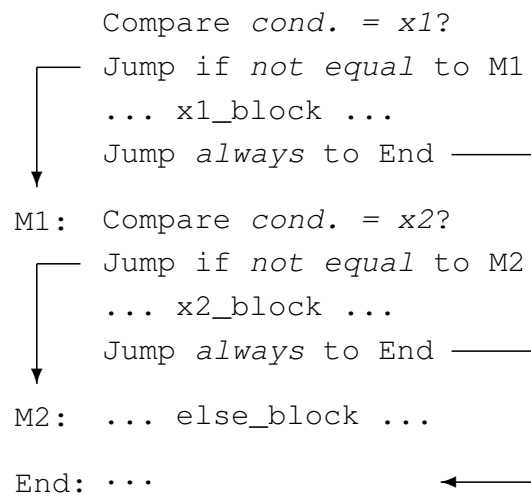 Compare cond. = x1?
Jump if not equal to M1
... x1_block ...
Jump always to End
M1: Compare cond. = x2?
Jump if not equal to M2
... x2_block ...
Jump always to End
M2: ... else_block ...
End: ...